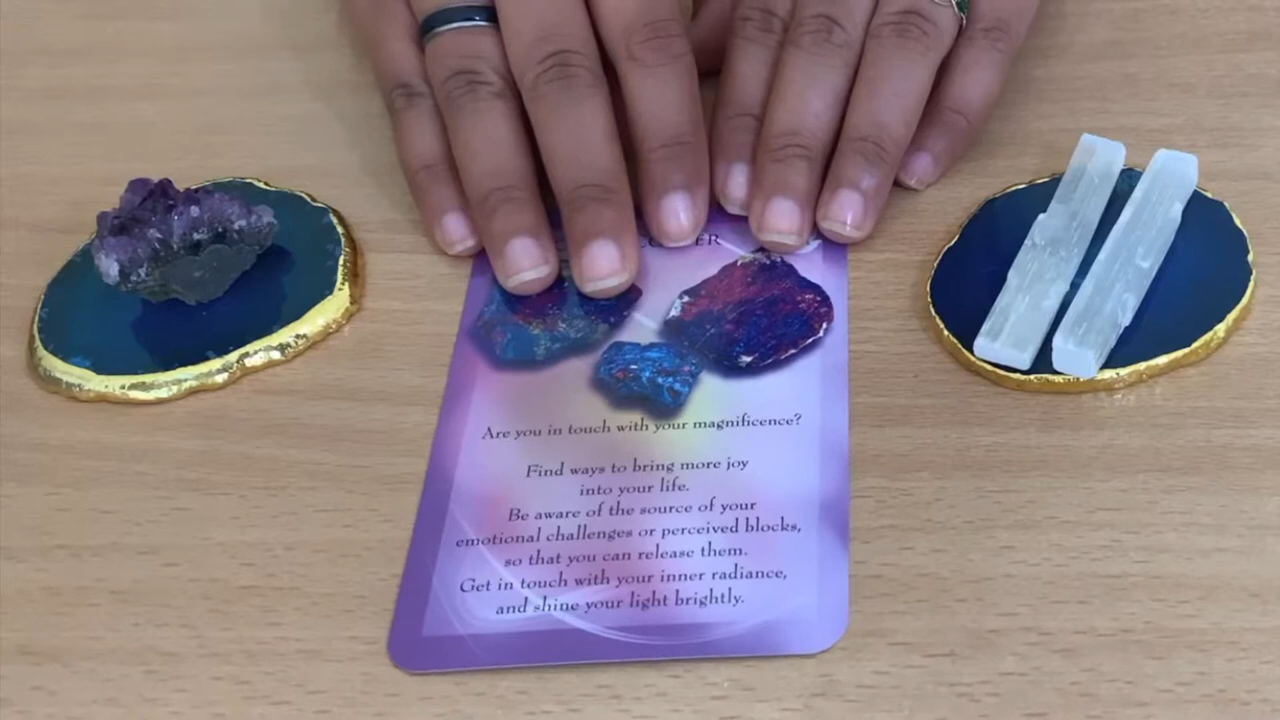 Are you in touch with your magnificence?
Find ways to bring more joy
into your life.
Be aware of the source of your
emotional challenges or perceived blocks,
so that you can release them.
Get in touch with your inner radiance,
and shine your light brightly.